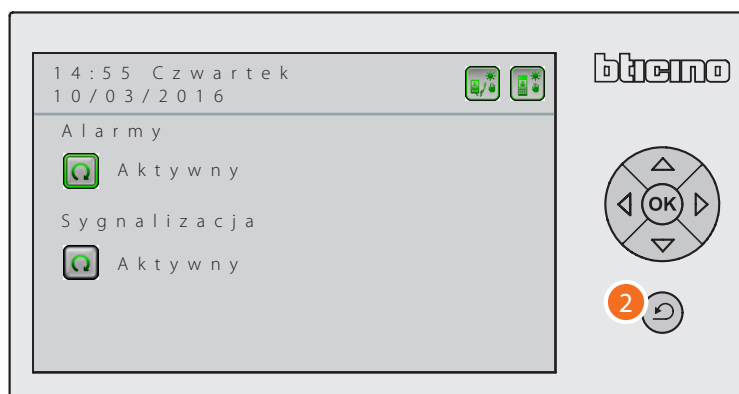 14:55 Czwartek
10/03/2016
bticino
Alarmy
Aktywny
Sygnalizacja
Aktywny
OK
2